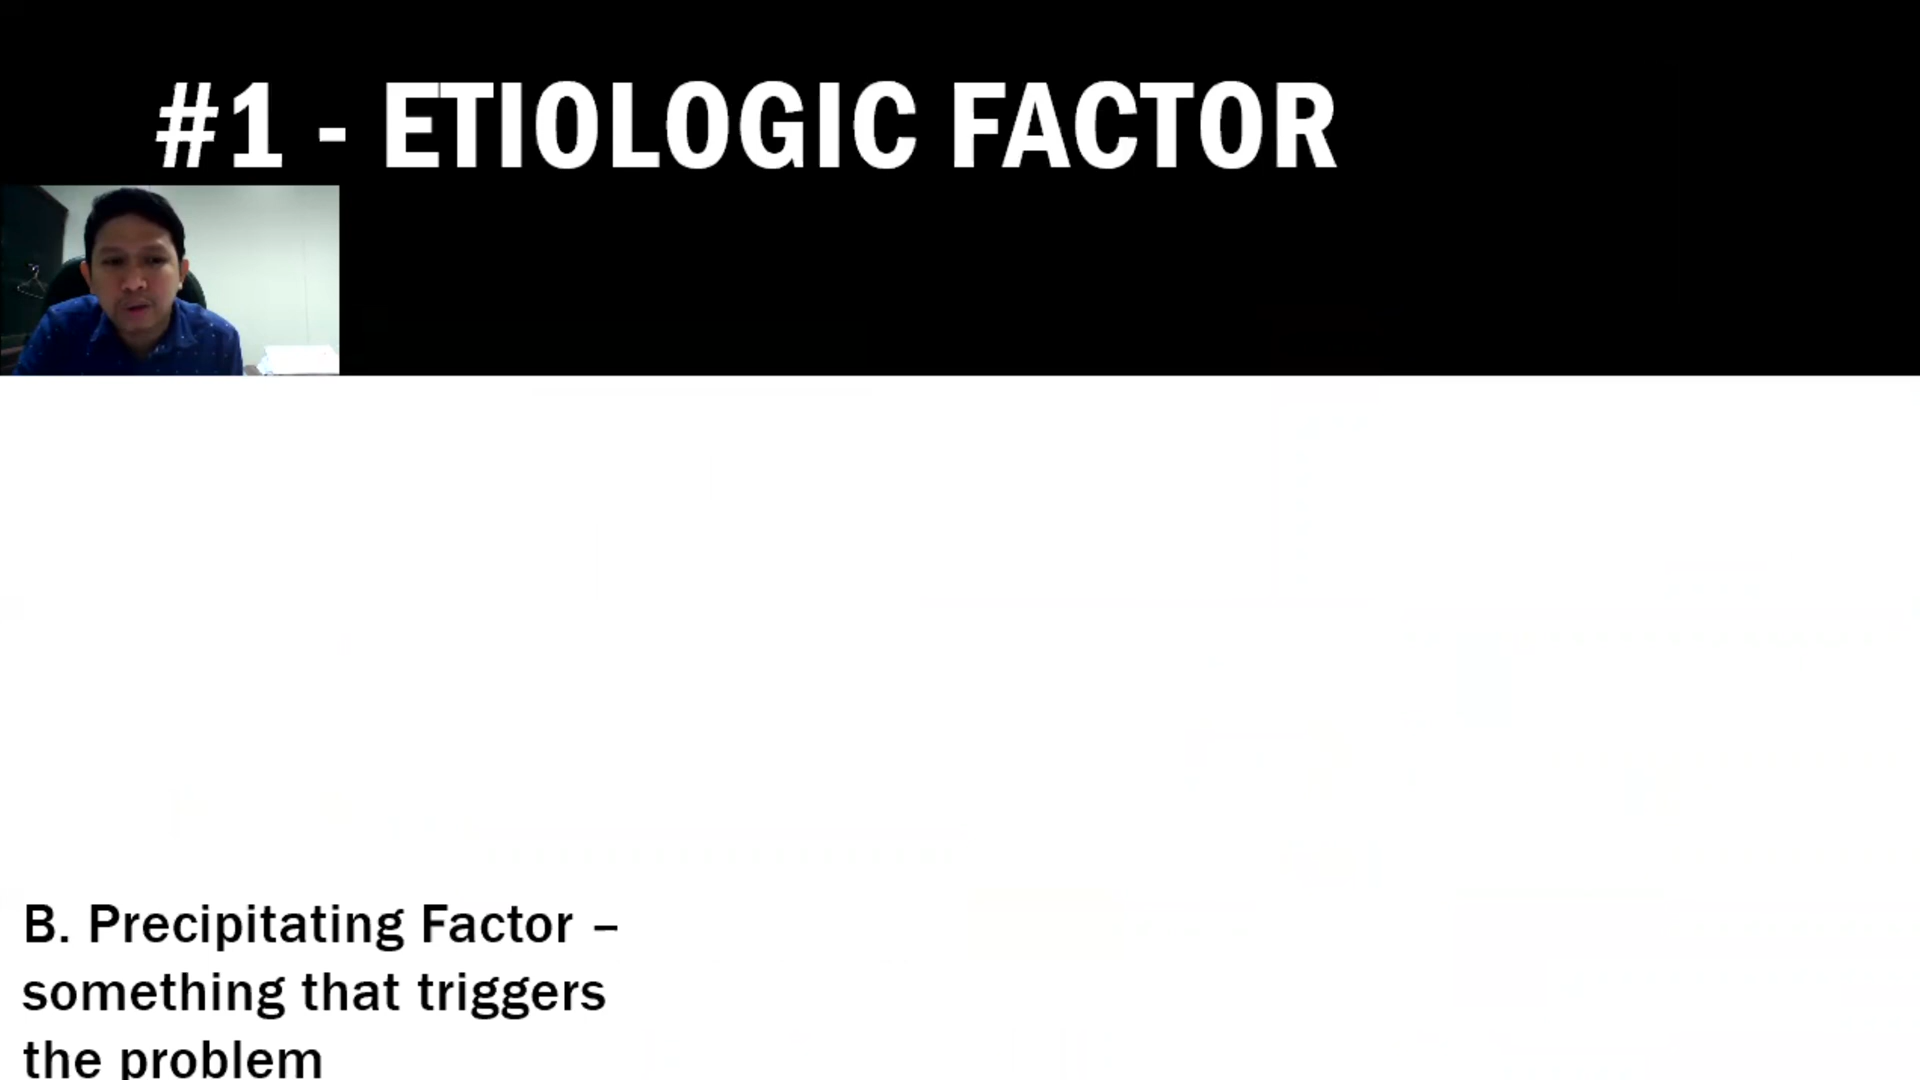 #1 - ETIOLOGIC FACTOR
B. Precipitating Factor –
something that triggers
the problem